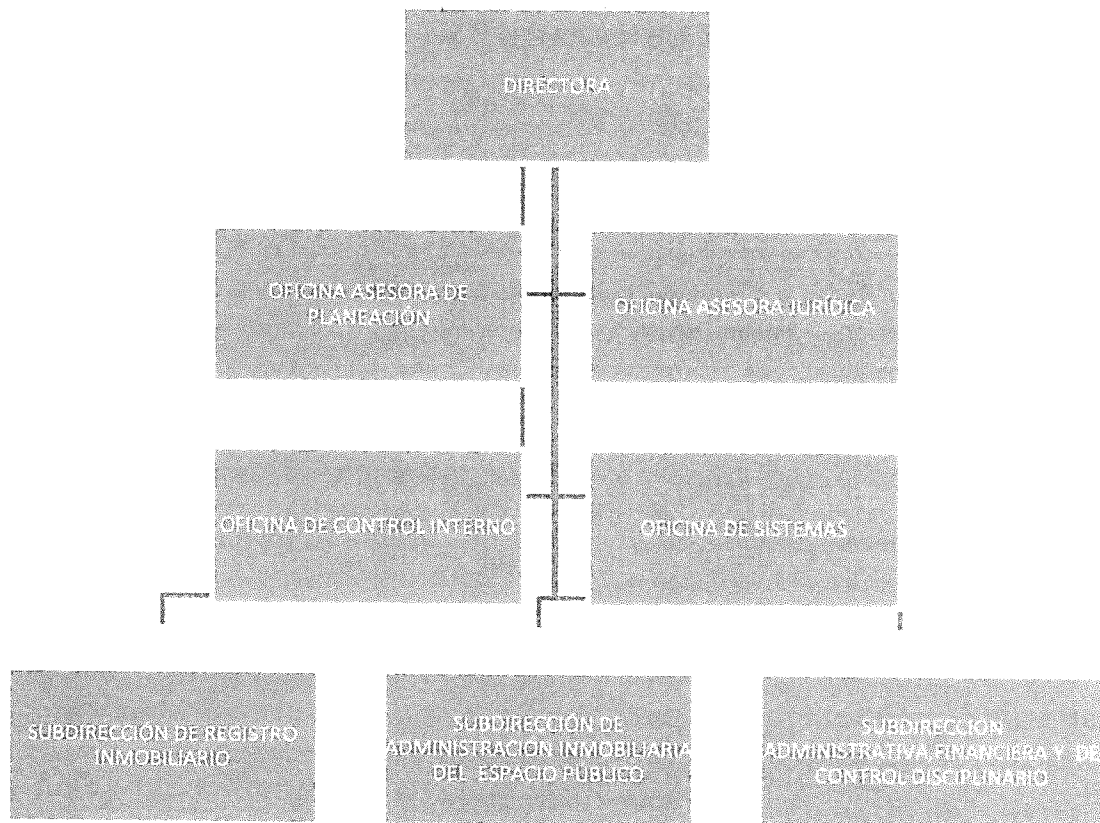 DIRECTORA
OFICINA ASESORA DE
PLANEACIÓN
OFICINA ASESORA JURÍDICA
OFICINA DE CONTROL INTERNO
OFICINA DE SISTEMAS
SUBDIRECCIÓN DE REGISTRO
INMOBILIARIO
SUBDIRECCIÓN DE
ADMINISTRACIÓN INMOBILIARIA
DEL ESPACIO PÚBLICO
SUBDIRECCIÓN
ADMINISTRATIVA, FINANCIERA Y DE
CONTROL DISCIPLINARIO